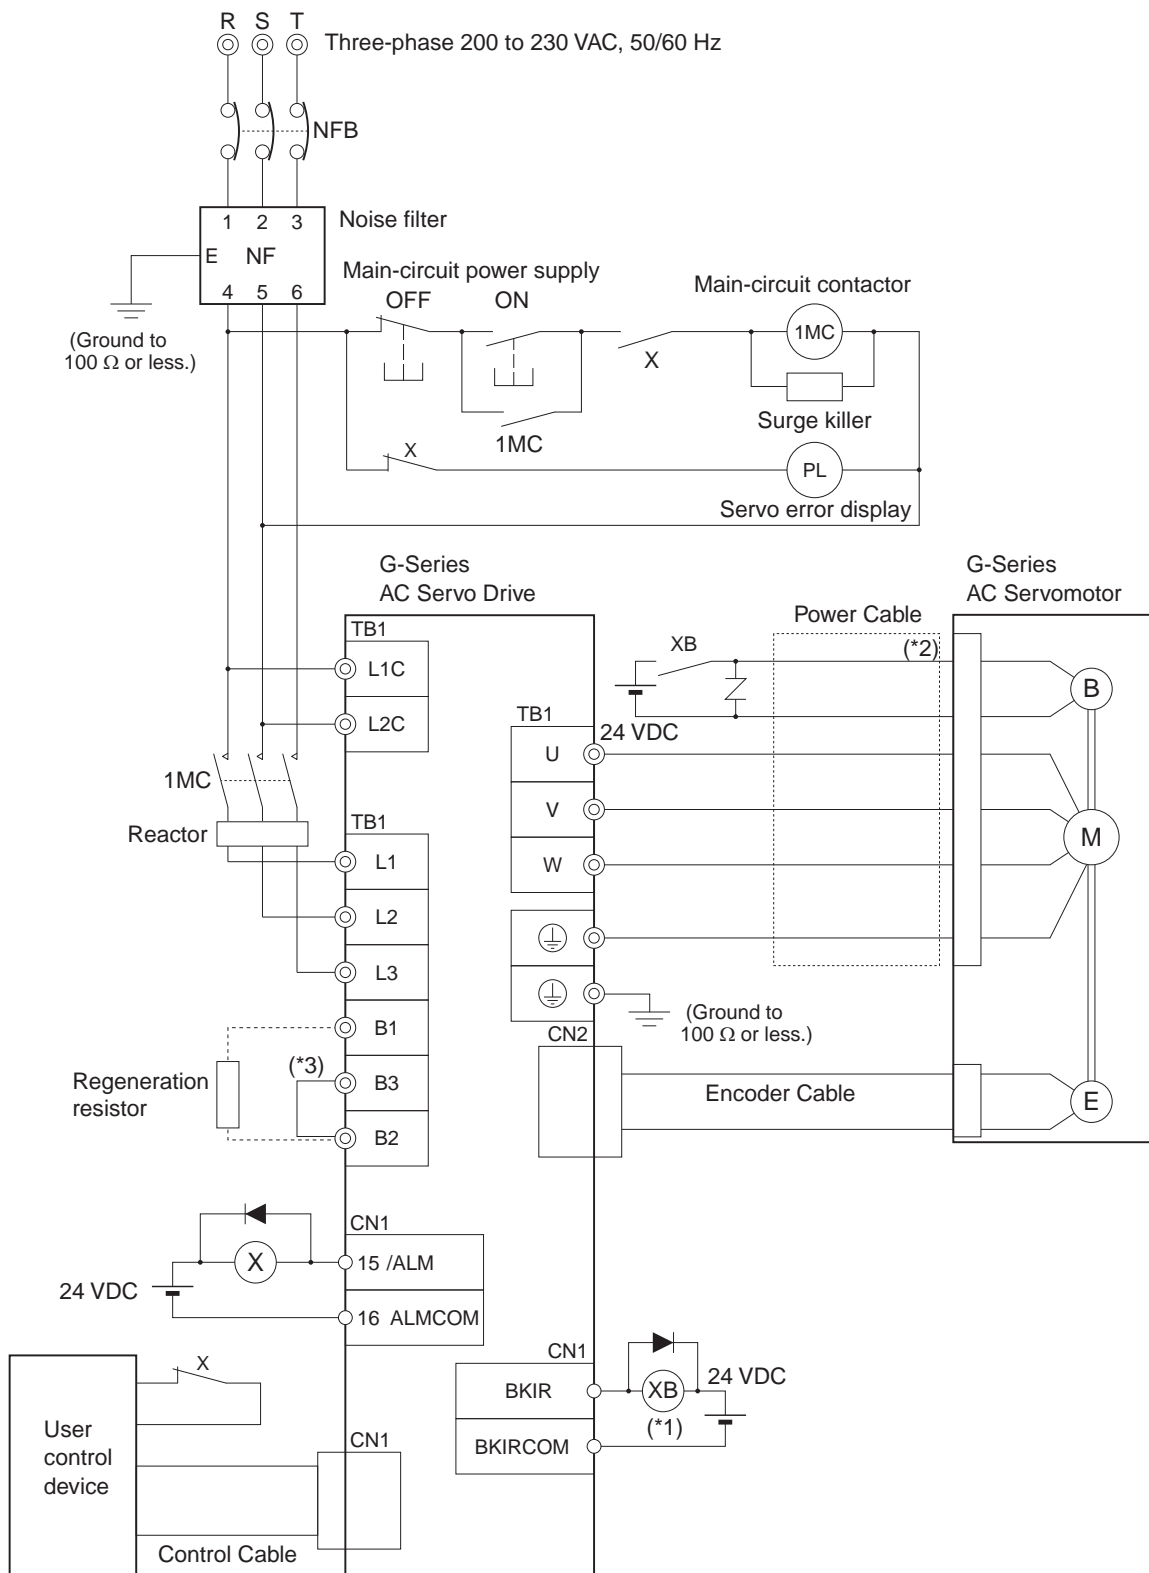 R S T
Three-phase 200 to 230 VAC, 50/60 Hz
NFB
1 2 3
Noise filter
E NF
4 5 6
(Ground to
100 Ω or less.)
Main-circuit power supply
OFF ON
Main-circuit contactor
1MC
X
Surge killer
1MC
X
PL
Servo error display
G-Series
AC Servo Drive
G-Series
AC Servomotor
TB1
L1C
L2C
Power Cable
XB
(*2)
B
24 VDC
TB1
U
V
W
M
1MC
Reactor
TB1
L1
L2
L3
B1
(*3)
B3
B2
Regeneration
resistor
(Ground to
100 Ω or less.)
CN2
Encoder Cable
E
CN1
X
15 /ALM
24 VDC
16 ALMCOM
CN1
BKIR
XB
24 VDC
(*1)
BKIRCOM
X
User
control
device
CN1
Control Cable